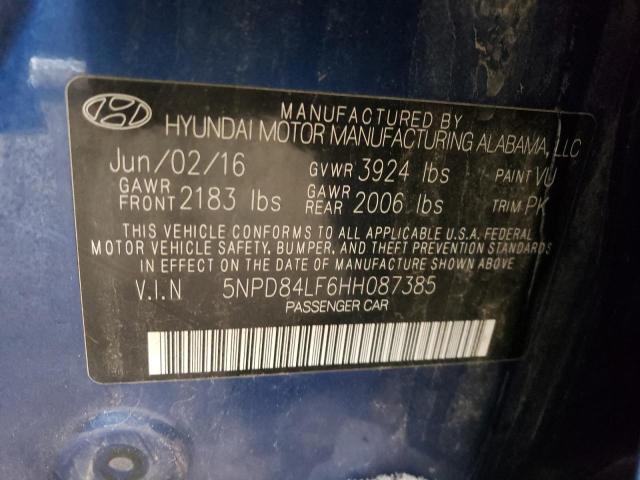 MANUFACTURED BY
HYUNDAI MOTOR MANUFACTURING ALABAMA, LLC
Jun/02/16 GVWR 3924 lbs PAINT VU
GAWR FRONT 2183 lbs GAWR REAR 2006 lbs TRIM PK
THIS VEHICLE CONFORMS TO ALL APPLICABLE U.S.A. FEDERAL
MOTOR VEHICLE SAFETY, BUMPER, AND THEFT PREVENTION STANDARDS
IN EFFECT ON THE DATE OF MANUFACTURE SHOWN ABOVE.
V.I.N 5NPD84LF6HH087385
PASSENGER CAR